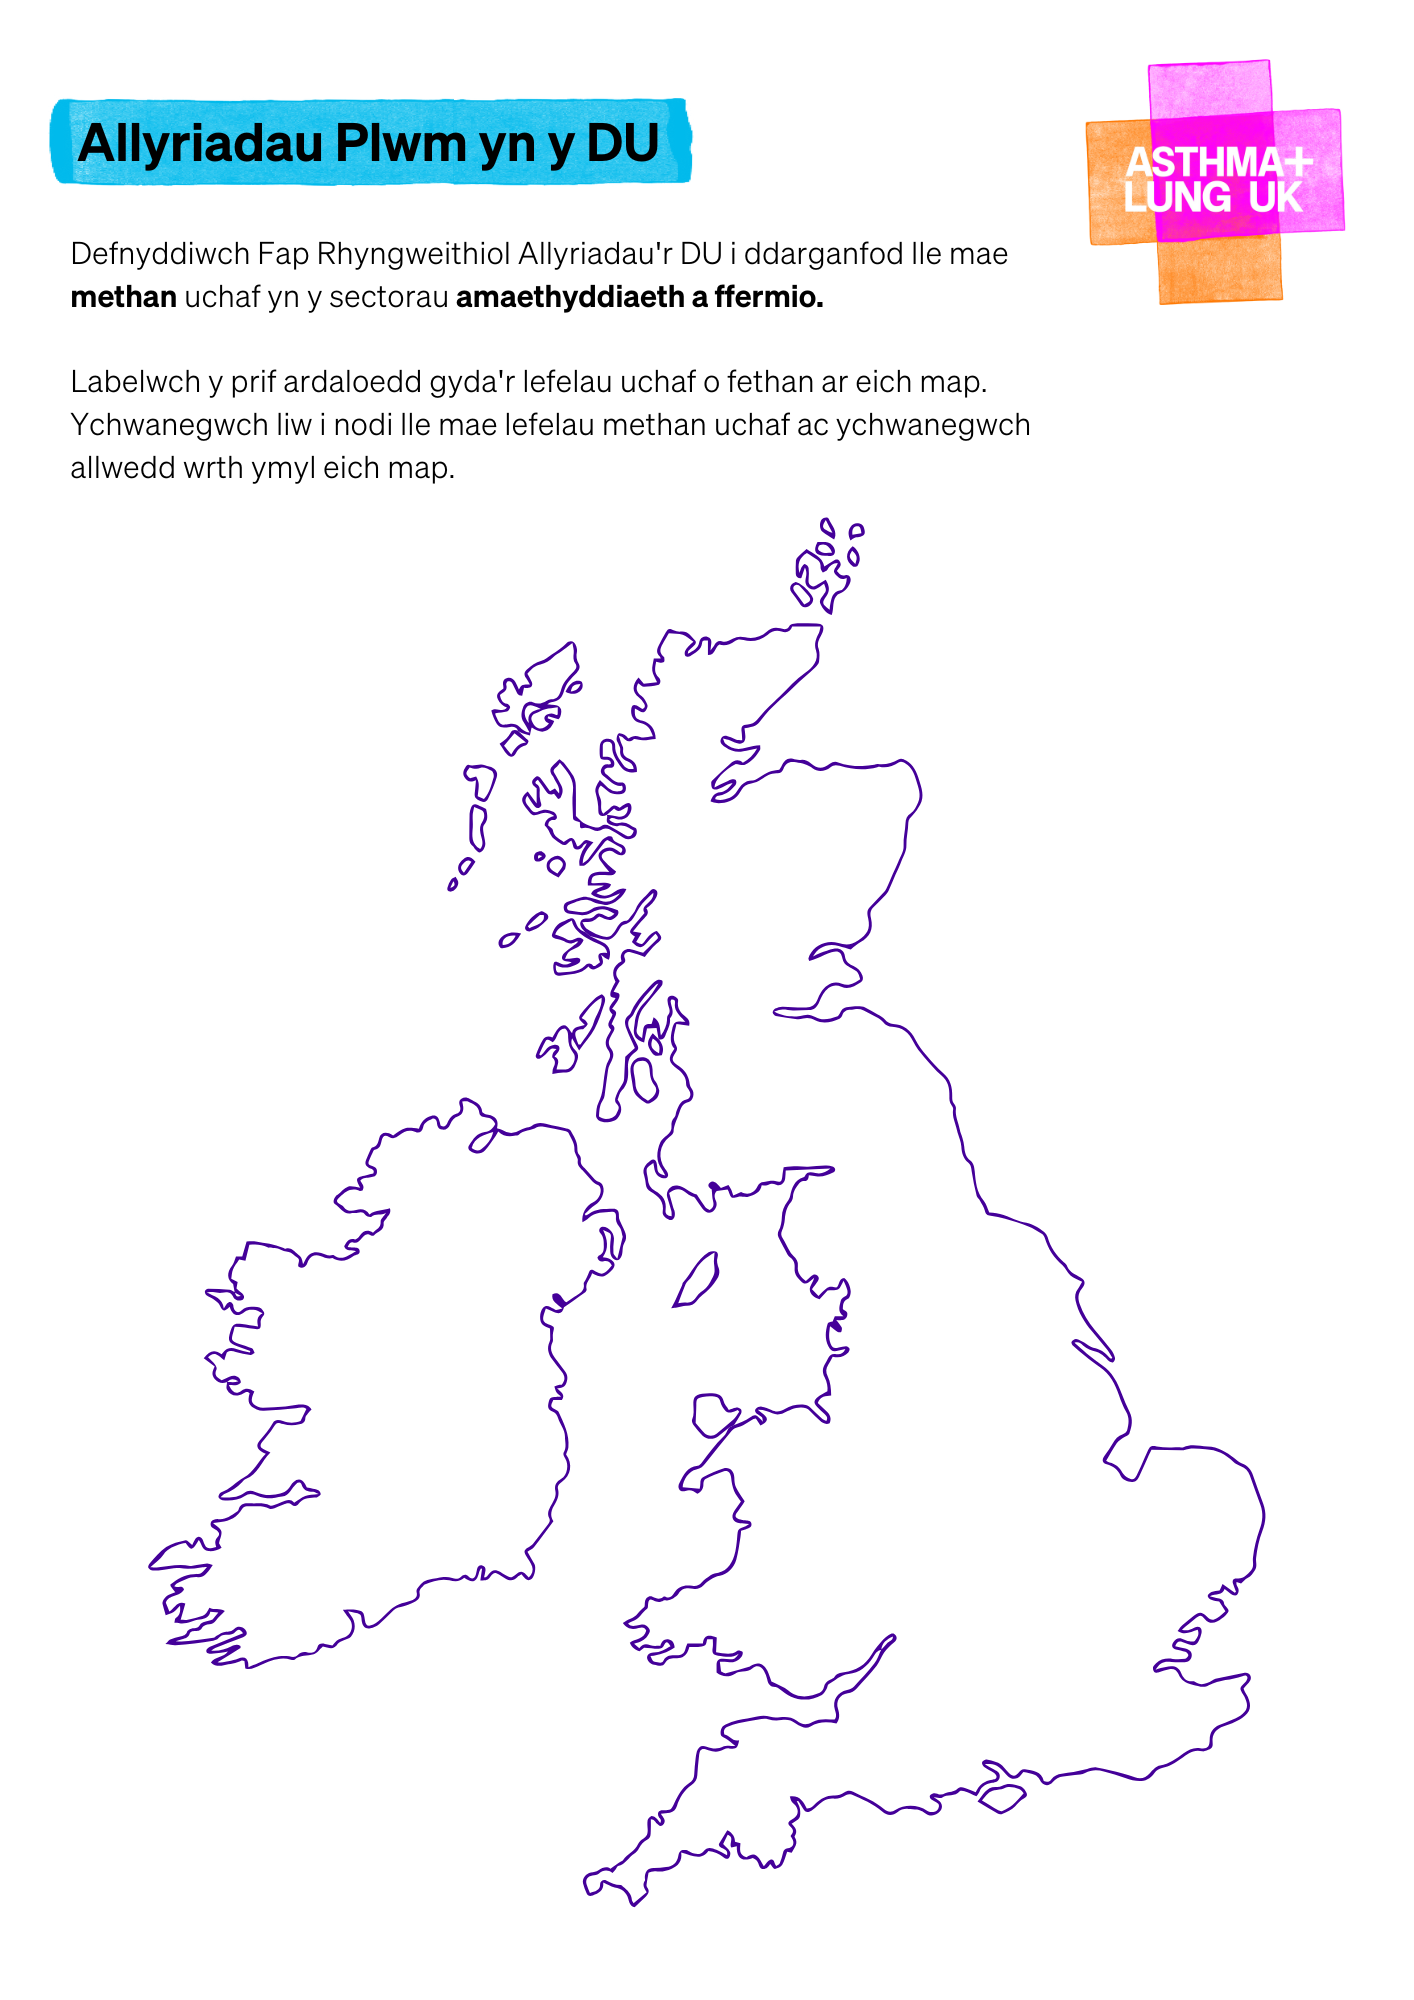 Allyriadau Plwm yn y DU
ASTHMA+
LUNG UK
Defnyddiwch Fap Rhyngweithiol Allyriadau'r DU i ddarganfod lle mae
methan uchaf yn y sectorau amaethyddiaeth a ffermio.
Labelwch y prif ardaloedd gyda'r lefelau uchaf o fethan ar eich map.
Ychwanegwch liw i nodi lle mae lefelau methan uchaf ac ychwanegwch
allwedd wrth ymyl eich map.